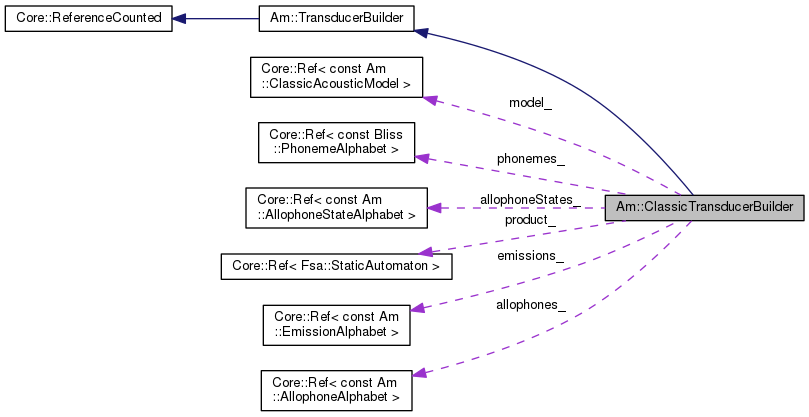 Core::ReferenceCounted
Am::TransducerBuilder
Core::Ref< const Am
::ClassicAcousticModel >
model_
Core::Ref< const Bliss
::PhonemeAlphabet >
phonemes_
Core::Ref< const Am
::AllophoneStateAlphabet >
allophoneStates_
Am::ClassicTransducerBuilder
product_
Core::Ref< Fsa::StaticAutomaton >
emissions_
Core::Ref< const Am
::EmissionAlphabet >
allophones_
Core::Ref< const Am
::AllophoneAlphabet >